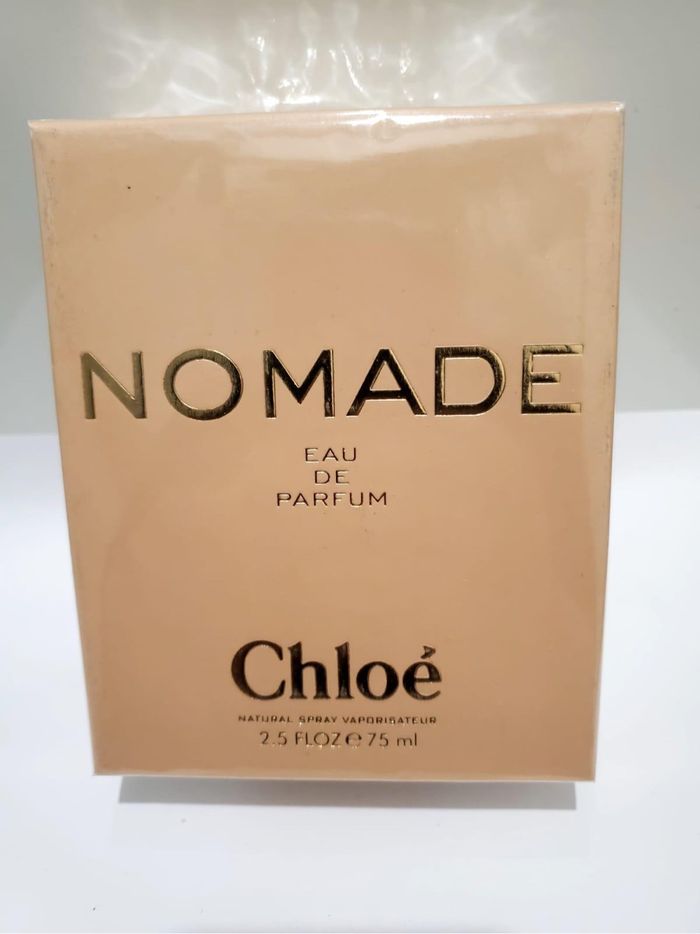 NOMADE
EAU
DE
PARFUM
Chloé
NATURAL SPRAY VAPORISATEUR
2.5 FL.OZ ℮ 75 ml